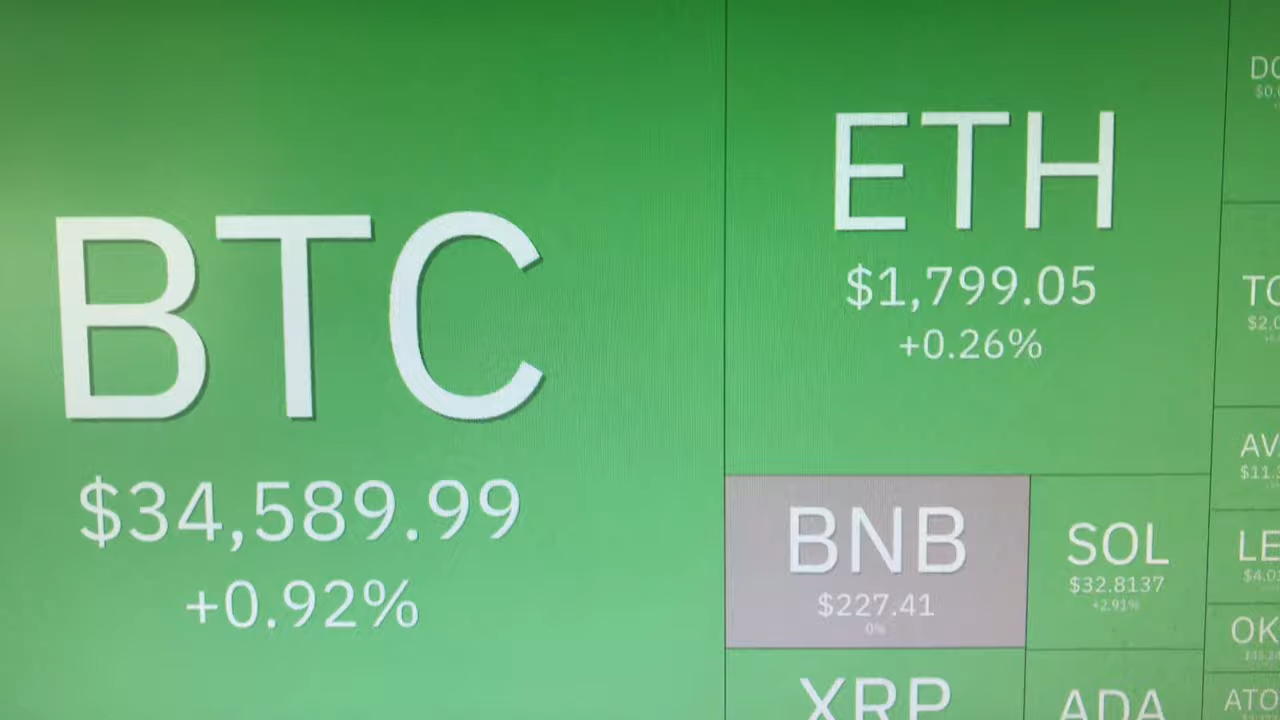 BTC
$34,589.99
+0.92%
ETH
$1,799.05
+0.26%
BNB
$227.41
0%
SOL
$32.8137
+2.91%
XRP
ADA